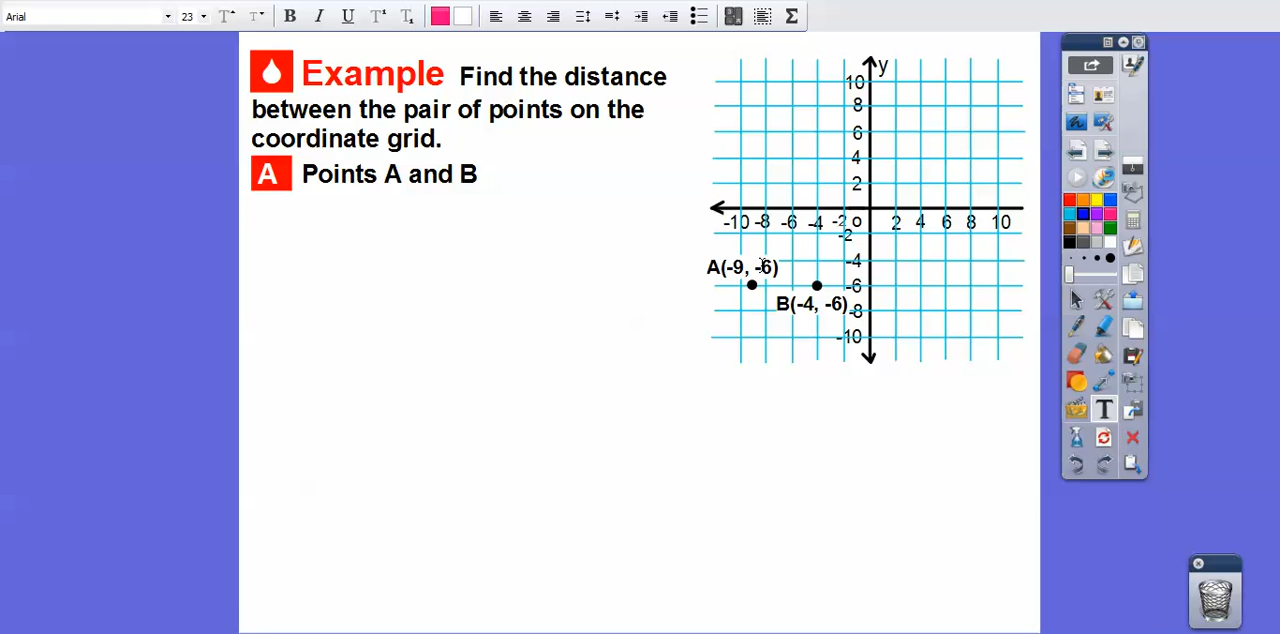 Arial 23 B I U T T Σ
Example Find the distance
between the pair of points on the
coordinate grid.
A Points A and B
y
10
8
6
4
2
-10 -8 -6 -4 -2 o 2 4 6 8 10
-2
-4
A(-9, -6)
-6
B(-4, -6)
-8
-10
T